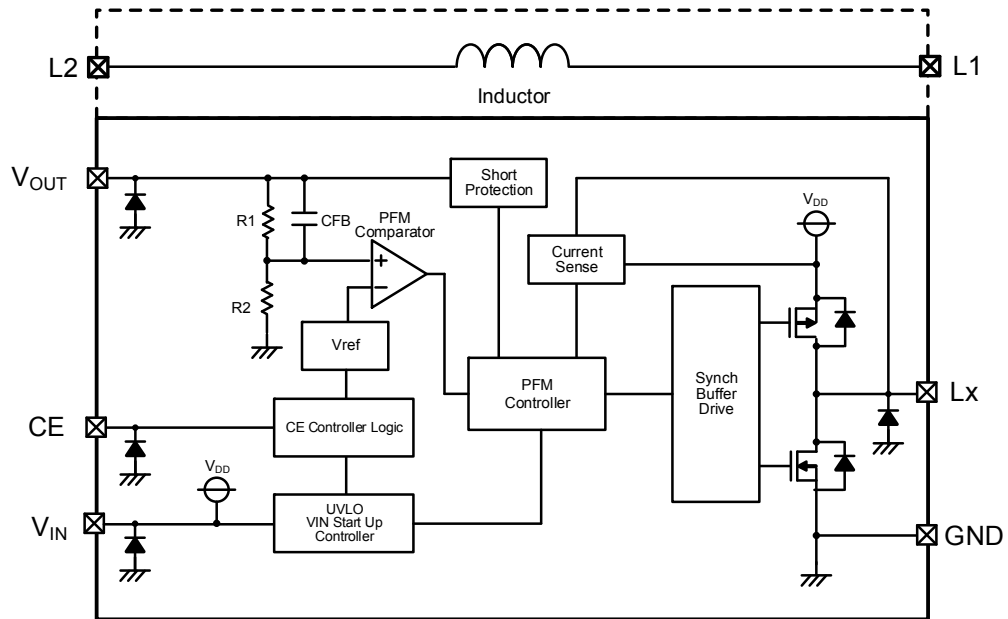 L2
L1
Inductor
VOUT
Short
Protection
VDD
R1
CFB
PFM
Comparator
Current
Sense
+
−
R2
Vref
PFM
Controller
Synch
Buffer
Drive
Lx
CE
CE Controller Logic
VDD
VIN
UVLO
VIN Start Up
Controller
GND